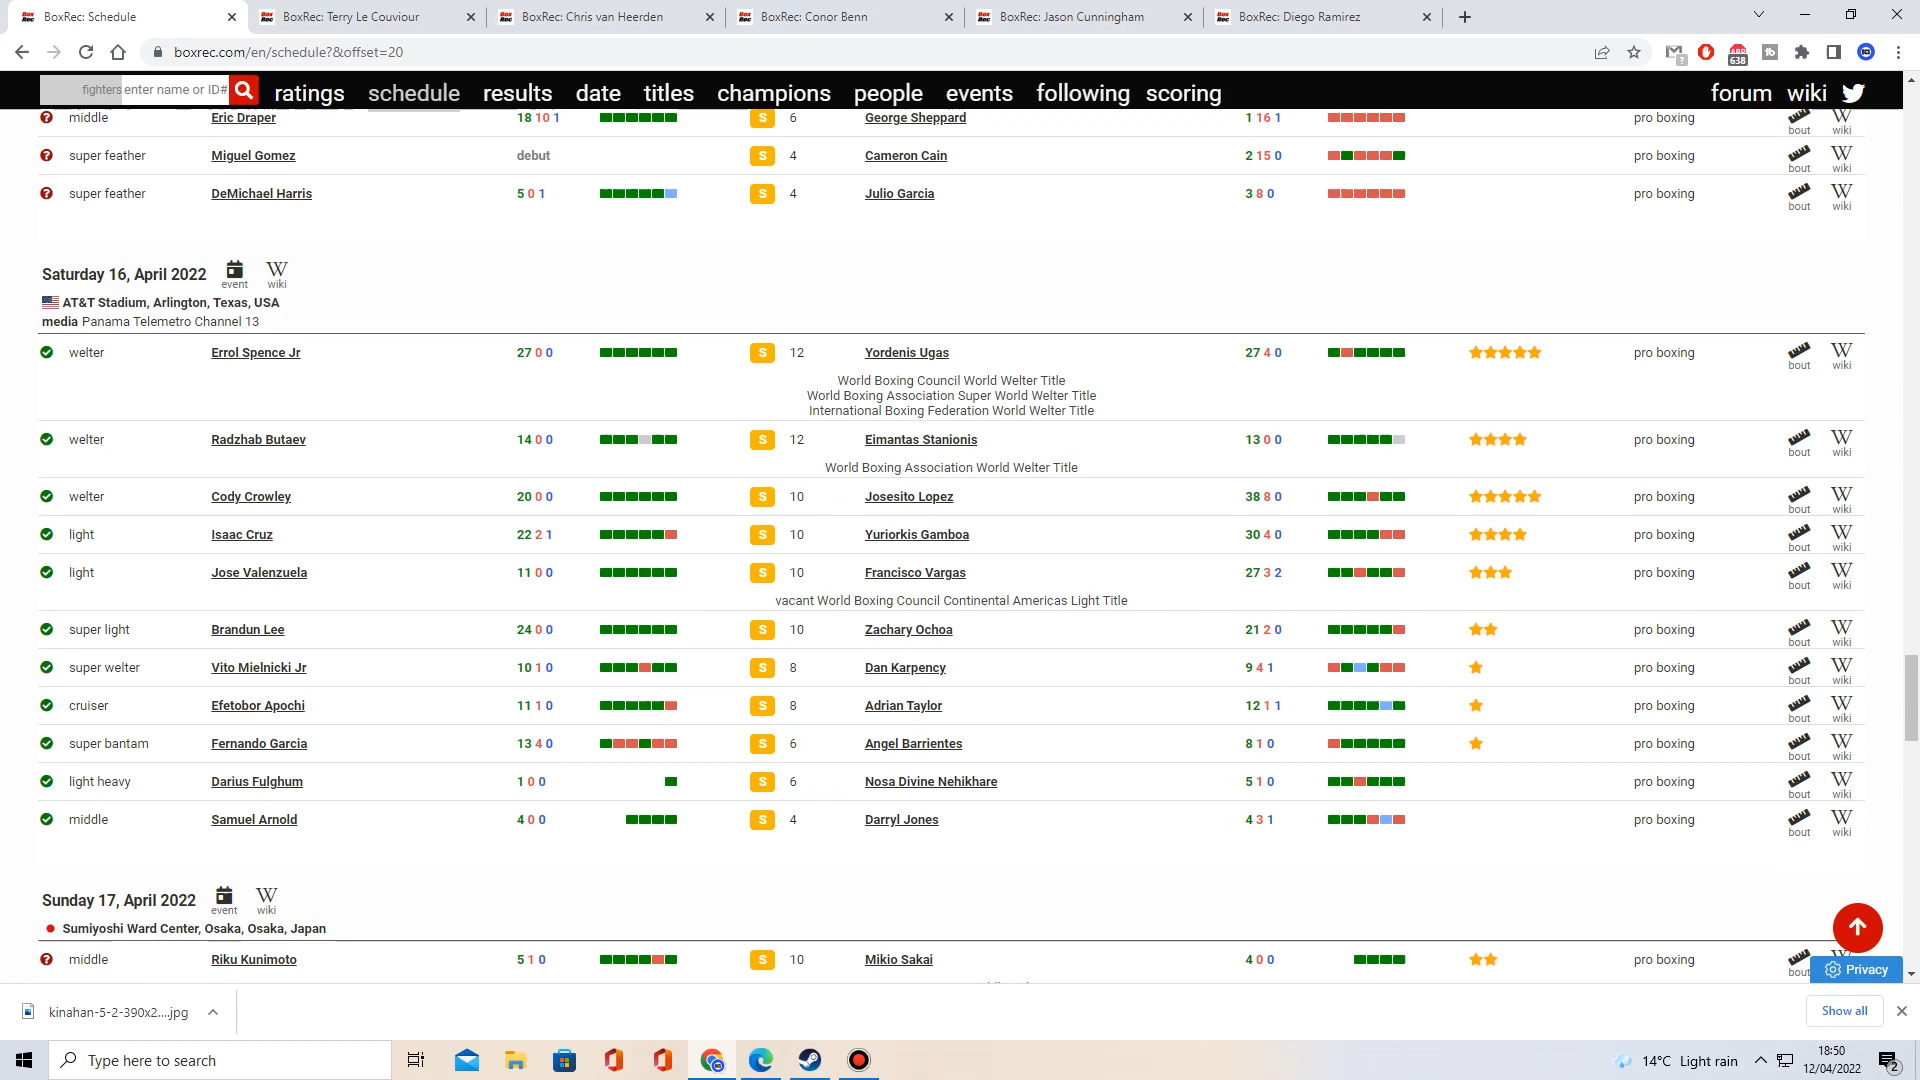 BoxRec: Schedule
BoxRec: Terry Le Couviour
BoxRec: Chris van Heerden
BoxRec: Conor Benn
BoxRec: Jason Cunningham
BoxRec: Diego Ramirez
boxrec.com/en/schedule?&offset=20
638
fighters enter name or ID#
ratings schedule results date titles champions people events following scoring forum wiki
middle Eric Draper 18 10 1 S 6 George Sheppard 1 16 1 pro boxing bout wiki
super feather Miguel Gomez debut S 4 Cameron Cain 2 15 0 pro boxing bout wiki
super feather DeMichael Harris 5 0 1 S 4 Julio Garcia 3 8 0 pro boxing bout wiki
Saturday 16, April 2022 event wiki
AT&T Stadium, Arlington, Texas, USA
media Panama Telemetro Channel 13
welter Errol Spence Jr 27 0 0 S 12 Yordenis Ugas 27 4 0 pro boxing bout wiki
World Boxing Council World Welter Title
World Boxing Association Super World Welter Title
International Boxing Federation World Welter Title
welter Radzhab Butaev 14 0 0 S 12 Eimantas Stanionis 13 0 0 pro boxing bout wiki
World Boxing Association World Welter Title
welter Cody Crowley 20 0 0 S 10 Josesito Lopez 38 8 0 pro boxing bout wiki
light Isaac Cruz 22 2 1 S 10 Yuriorkis Gamboa 30 4 0 pro boxing bout wiki
light Jose Valenzuela 11 0 0 S 10 Francisco Vargas 27 3 2 pro boxing bout wiki
vacant World Boxing Council Continental Americas Light Title
super light Brandun Lee 24 0 0 S 10 Zachary Ochoa 21 2 0 pro boxing bout wiki
super welter Vito Mielnicki Jr 10 1 0 S 8 Dan Karpency 9 4 1 pro boxing bout wiki
cruiser Efetobor Apochi 11 1 0 S 8 Adrian Taylor 12 1 1 pro boxing bout wiki
super bantam Fernando Garcia 13 4 0 S 6 Angel Barrientes 8 1 0 pro boxing bout wiki
light heavy Darius Fulghum 1 0 0 S 6 Nosa Divine Nehikhare 5 1 0 pro boxing bout wiki
middle Samuel Arnold 4 0 0 S 4 Darryl Jones 4 3 1 pro boxing bout wiki
Sunday 17, April 2022 event wiki
Sumiyoshi Ward Center, Osaka, Osaka, Japan
middle Riku Kunimoto 5 1 0 S 10 Mikio Sakai 4 0 0 pro boxing bout
Privacy
kinahan-5-2-390x2....jpg
Show all
Type here to search
14°C Light rain
18:50
12/04/2022
2